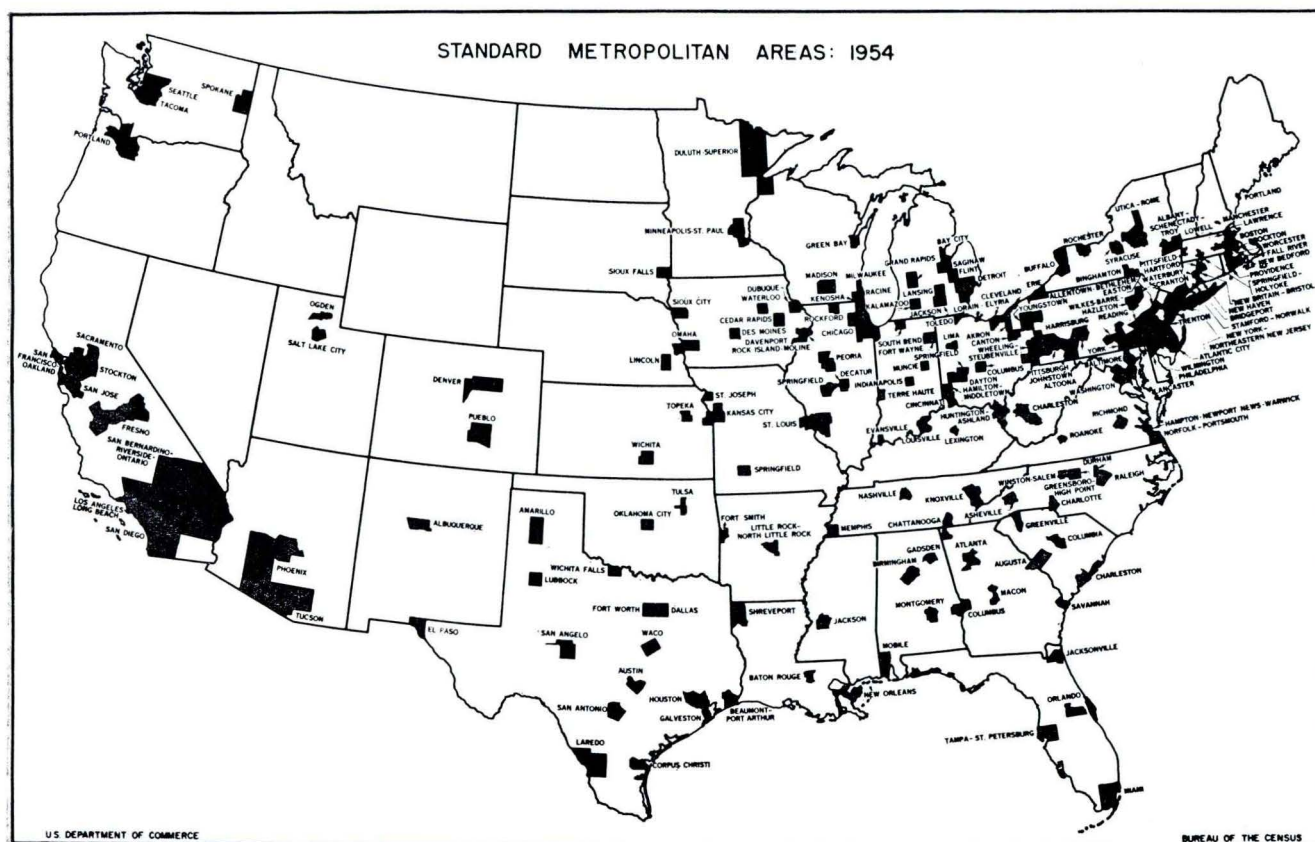 STANDARD METROPOLITAN AREAS: 1954
SEATTLE
TACOMA
SPOKANE
PORTLAND
DULUTH-SUPERIOR
MINNEAPOLIS-ST. PAUL
SIOUX FALLS
SIOUX CITY
OMAHA
LINCOLN
OGDEN
SALT LAKE CITY
SACRAMENTO
SAN
FRANCISCO
OAKLAND
STOCKTON
SAN JOSE
FRESNO
SAN BERNARDINO-
RIVERSIDE-
ONTARIO
LOS ANGELES-
LONG BEACH
SAN DIEGO
PHOENIX
TUCSON
DENVER
PUEBLO
ALBUQUERQUE
EL PASO
TOPEKA
WICHITA
ST. JOSEPH
KANSAS CITY
ST. LOUIS
SPRINGFIELD
TULSA
OKLAHOMA CITY
AMARILLO
WICHITA FALLS
LUBBOCK
FORT WORTH
DALLAS
SAN ANGELO
WACO
AUSTIN
HOUSTON
SAN ANTONIO
GALVESTON
BEAUMONT-
PORT ARTHUR
LAREDO
CORPUS CHRISTI
FORT SMITH
LITTLE ROCK-
NORTH LITTLE ROCK
MEMPHIS
SHREVEPORT
JACKSON
BATON ROUGE
NEW ORLEANS
MOBILE
GREEN BAY
MADISON
MILWAUKEE
RACINE
KENOSHA
DUBUQUE
WATERLOO
CEDAR RAPIDS
DES MOINES
DAVENPORT
ROCK ISLAND-MOLINE
ROCKFORD
CHICAGO
PEORIA
DECATUR
SPRINGFIELD
INDIANAPOLIS
TERRE HAUTE
MUNCIE
SOUTH BEND
FORT WAYNE
EVANSVILLE
LOUISVILLE
LEXINGTON
BAY CITY
SAGINAW
FLINT
GRAND RAPIDS
LANSING
KALAMAZOO
JACKSON
DETROIT
TOLEDO
LIMA
SPRINGFIELD
LORAIN-ELYRIA
CLEVELAND
AKRON
CANTON
YOUNGSTOWN
WHEELING-
STEUBENVILLE
COLUMBUS
DAYTON
HAMILTON-
MIDDLETOWN
CINCINNATI
HUNTINGTON-
ASHLAND
CHARLESTON
ERIE
BUFFALO
ROCHESTER
SYRACUSE
UTICA-ROME
BINGHAMTON
ALBANY-
SCHENECTADY-
TROY
PITTSFIELD
HARTFORD
WATERBURY
SCRANTON
ALLENTOWN-BETHLEHEM
EASTON
WILKES-BARRE
HAZLETON
READING
HARRISBURG
YORK
PITTSBURGH
JOHNSTOWN
ALTOONA
BALTIMORE
WASHINGTON
LANCASTER
PORTLAND
MANCHESTER
LOWELL
LAWRENCE
BOSTON
BROCKTON
WORCESTER
FALL RIVER
NEW BEDFORD
PROVIDENCE
SPRINGFIELD-
HOLYOKE
NEW BRITAIN-BRISTOL
NEW HAVEN
BRIDGEPORT
STAMFORD-NORWALK
NEW YORK-
NORTHEASTERN NEW JERSEY
TRENTON
ATLANTIC CITY
WILMINGTON
PHILADELPHIA
RICHMOND
HAMPTON-NEWPORT NEWS-WARWICK
NORFOLK-PORTSMOUTH
ROANOKE
WINSTON-SALEM
DURHAM
RALEIGH
GREENSBORO-
HIGH POINT
CHARLOTTE
NASHVILLE
KNOXVILLE
CHATTANOOGA
ASHEVILLE
GREENVILLE
COLUMBIA
CHARLESTON
GADSDEN
BIRMINGHAM
MONTGOMERY
ATLANTA
AUGUSTA
MACON
COLUMBUS
SAVANNAH
JACKSONVILLE
ORLANDO
TAMPA-ST. PETERSBURG
MIAMI
U.S. DEPARTMENT OF COMMERCE
BUREAU OF THE CENSUS